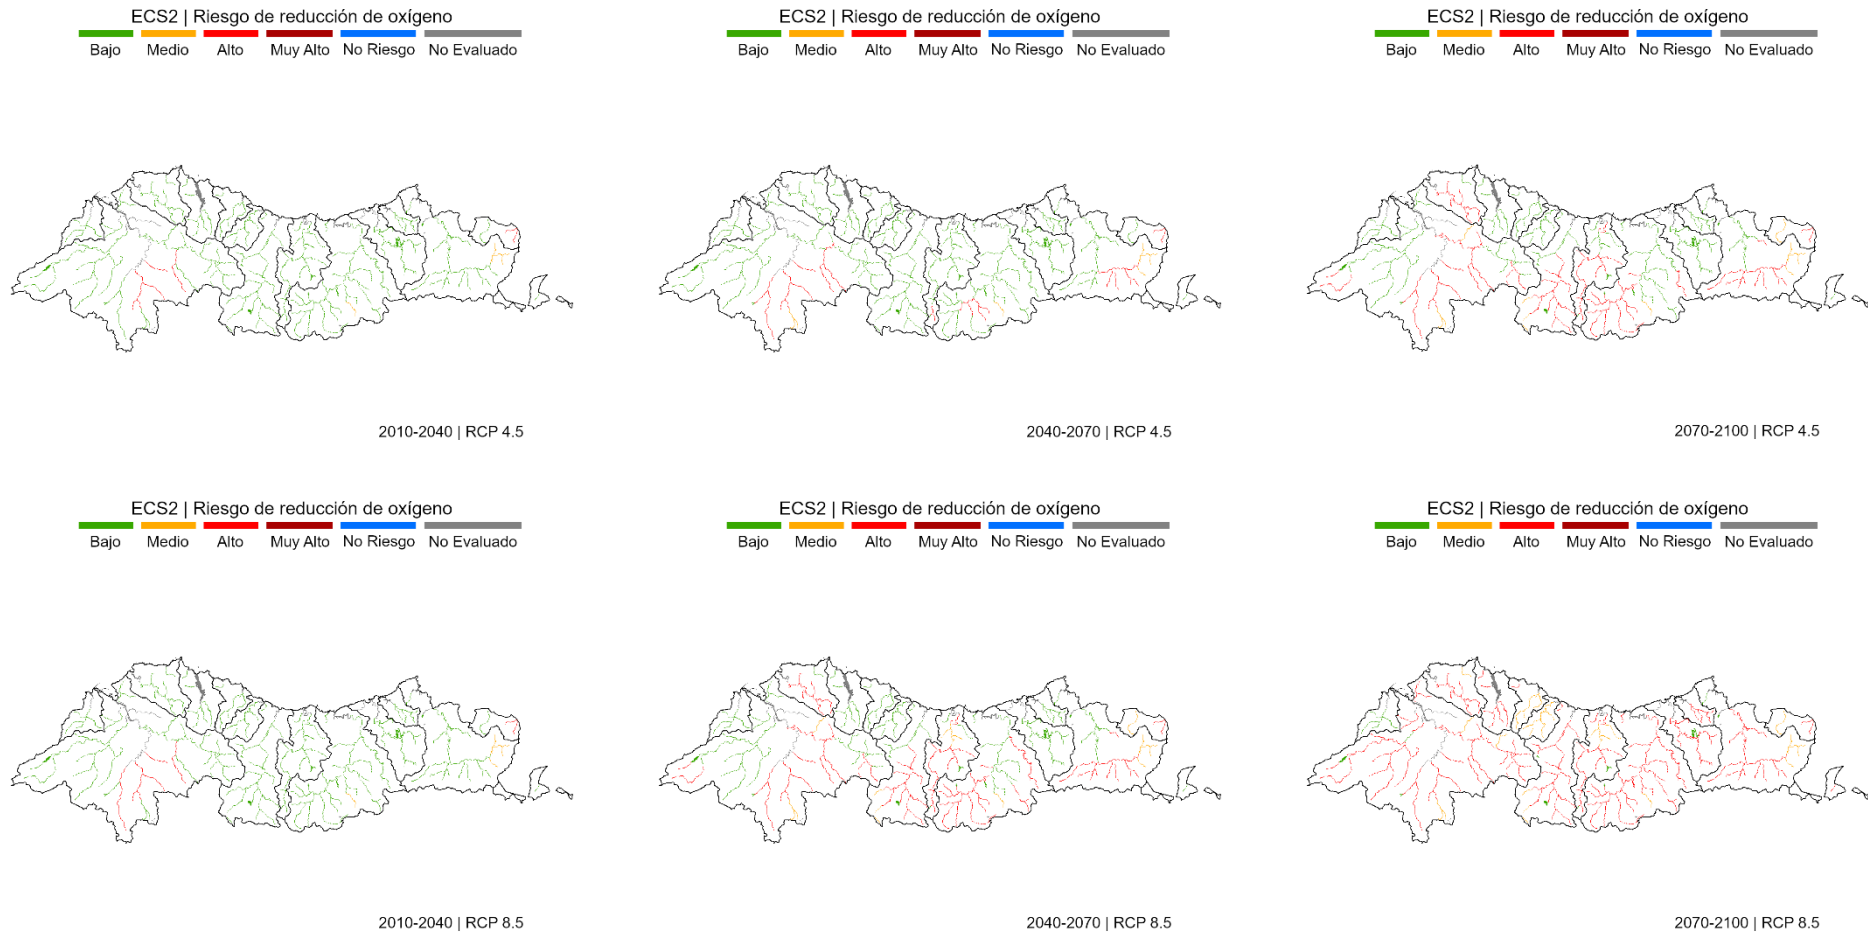 ECS2 | Riesgo de reducción de oxígeno
Bajo Medio Alto Muy Alto No Riesgo No Evaluado
2010-2040 | RCP 4.5
ECS2 | Riesgo de reducción de oxígeno
Bajo Medio Alto Muy Alto No Riesgo No Evaluado
2040-2070 | RCP 4.5
ECS2 | Riesgo de reducción de oxígeno
Bajo Medio Alto Muy Alto No Riesgo No Evaluado
2070-2100 | RCP 4.5
ECS2 | Riesgo de reducción de oxígeno
Bajo Medio Alto Muy Alto No Riesgo No Evaluado
2010-2040 | RCP 8.5
ECS2 | Riesgo de reducción de oxígeno
Bajo Medio Alto Muy Alto No Riesgo No Evaluado
2040-2070 | RCP 8.5
ECS2 | Riesgo de reducción de oxígeno
Bajo Medio Alto Muy Alto No Riesgo No Evaluado
2070-2100 | RCP 8.5